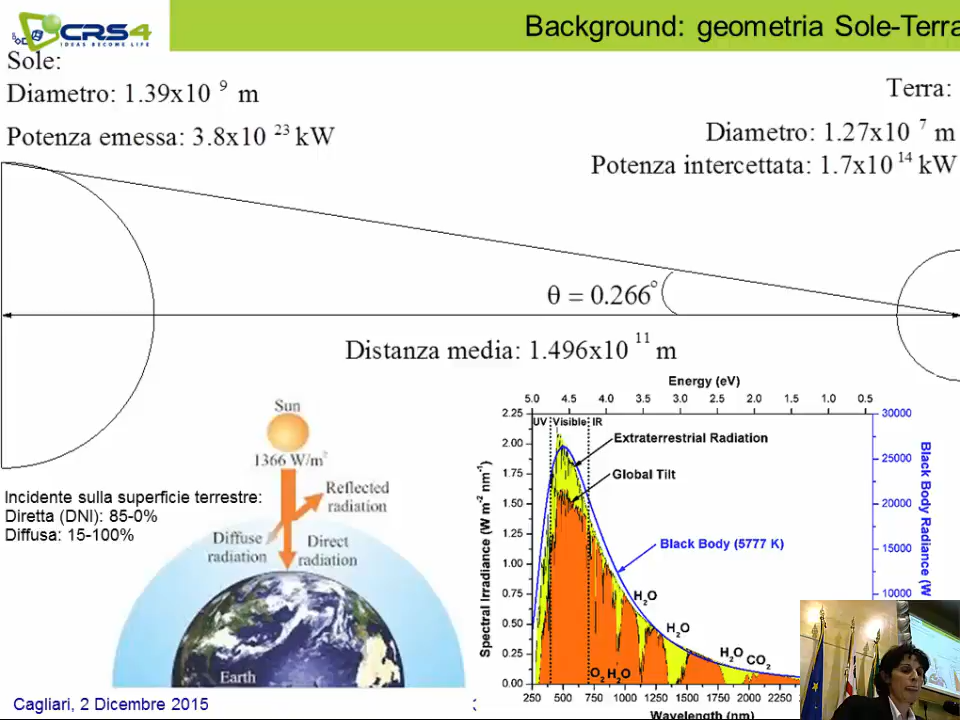 CRS4
IDEAS BECOME LIFE
Background: geometria Sole-Terra
Sole:
Diametro: 1.39x10 9 m
Potenza emessa: 3.8x10 23 kW
Terra:
Diametro: 1.27x10 7 m
Potenza intercettata: 1.7x10 14 kW
θ = 0.266°
Distanza media: 1.496x10 11 m
Incidente sulla superficie terrestre:
Diretta (DNI): 85-0%
Diffusa: 15-100%
Sun
1366 W/m²
Reflected
radiation
Diffuse
radiation
Direct
radiation
Earth
Energy (eV)
5.0 4.5 4.0 3.5 3.0 2.5 2.0 1.5 1.0 0.5
UV Visible IR
Extraterrestrial Radiation
Global Tilt
Black Body (5777 K)
H2O
H2O
H2O
CO2
O2 H2O
2.25
2.00
1.75
1.50
1.25
1.00
0.75
0.50
0.25
0.00
Spectral Irradiance (W m-2 nm-1)
30000
25000
20000
15000
10000
Black Body Radiance (W
250 500 750 1000 1250 1500 1750 2000 2250
Wavelength (nm)
Cagliari, 2 Dicembre 2015